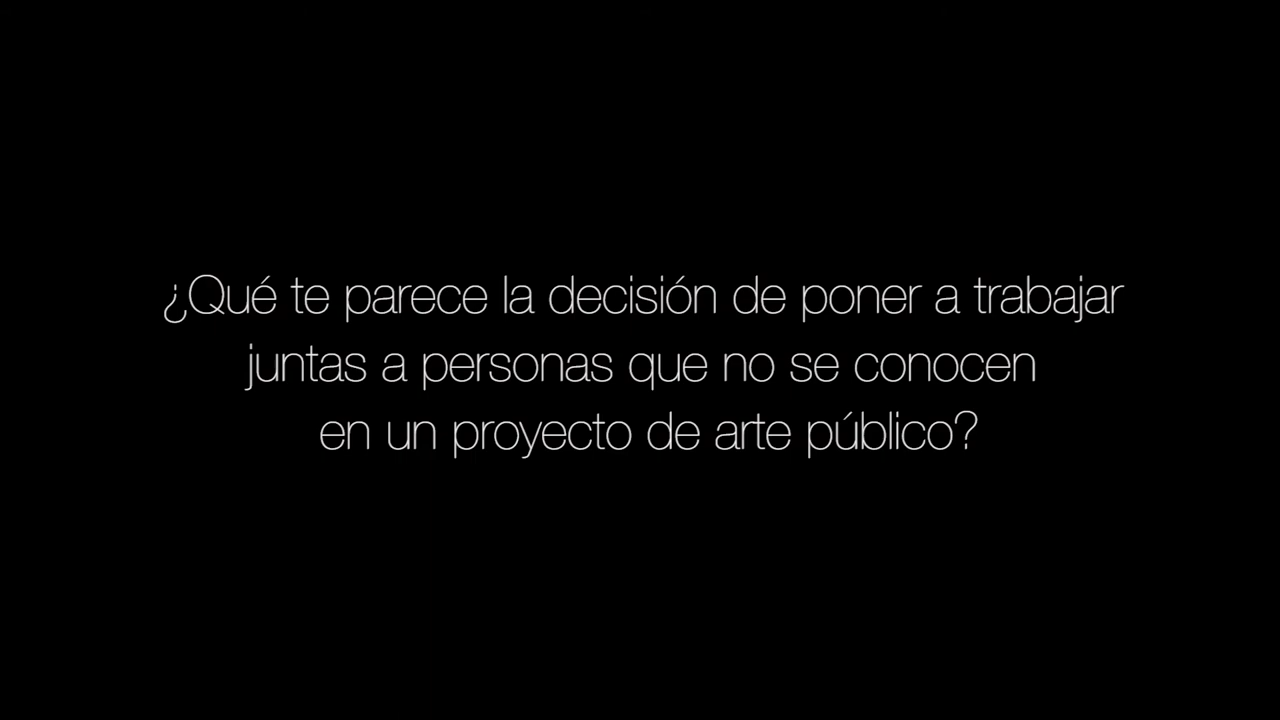 ¿Qué te parece la decisión de poner a trabajar
juntas a personas que no se conocen
en un proyecto de arte público?